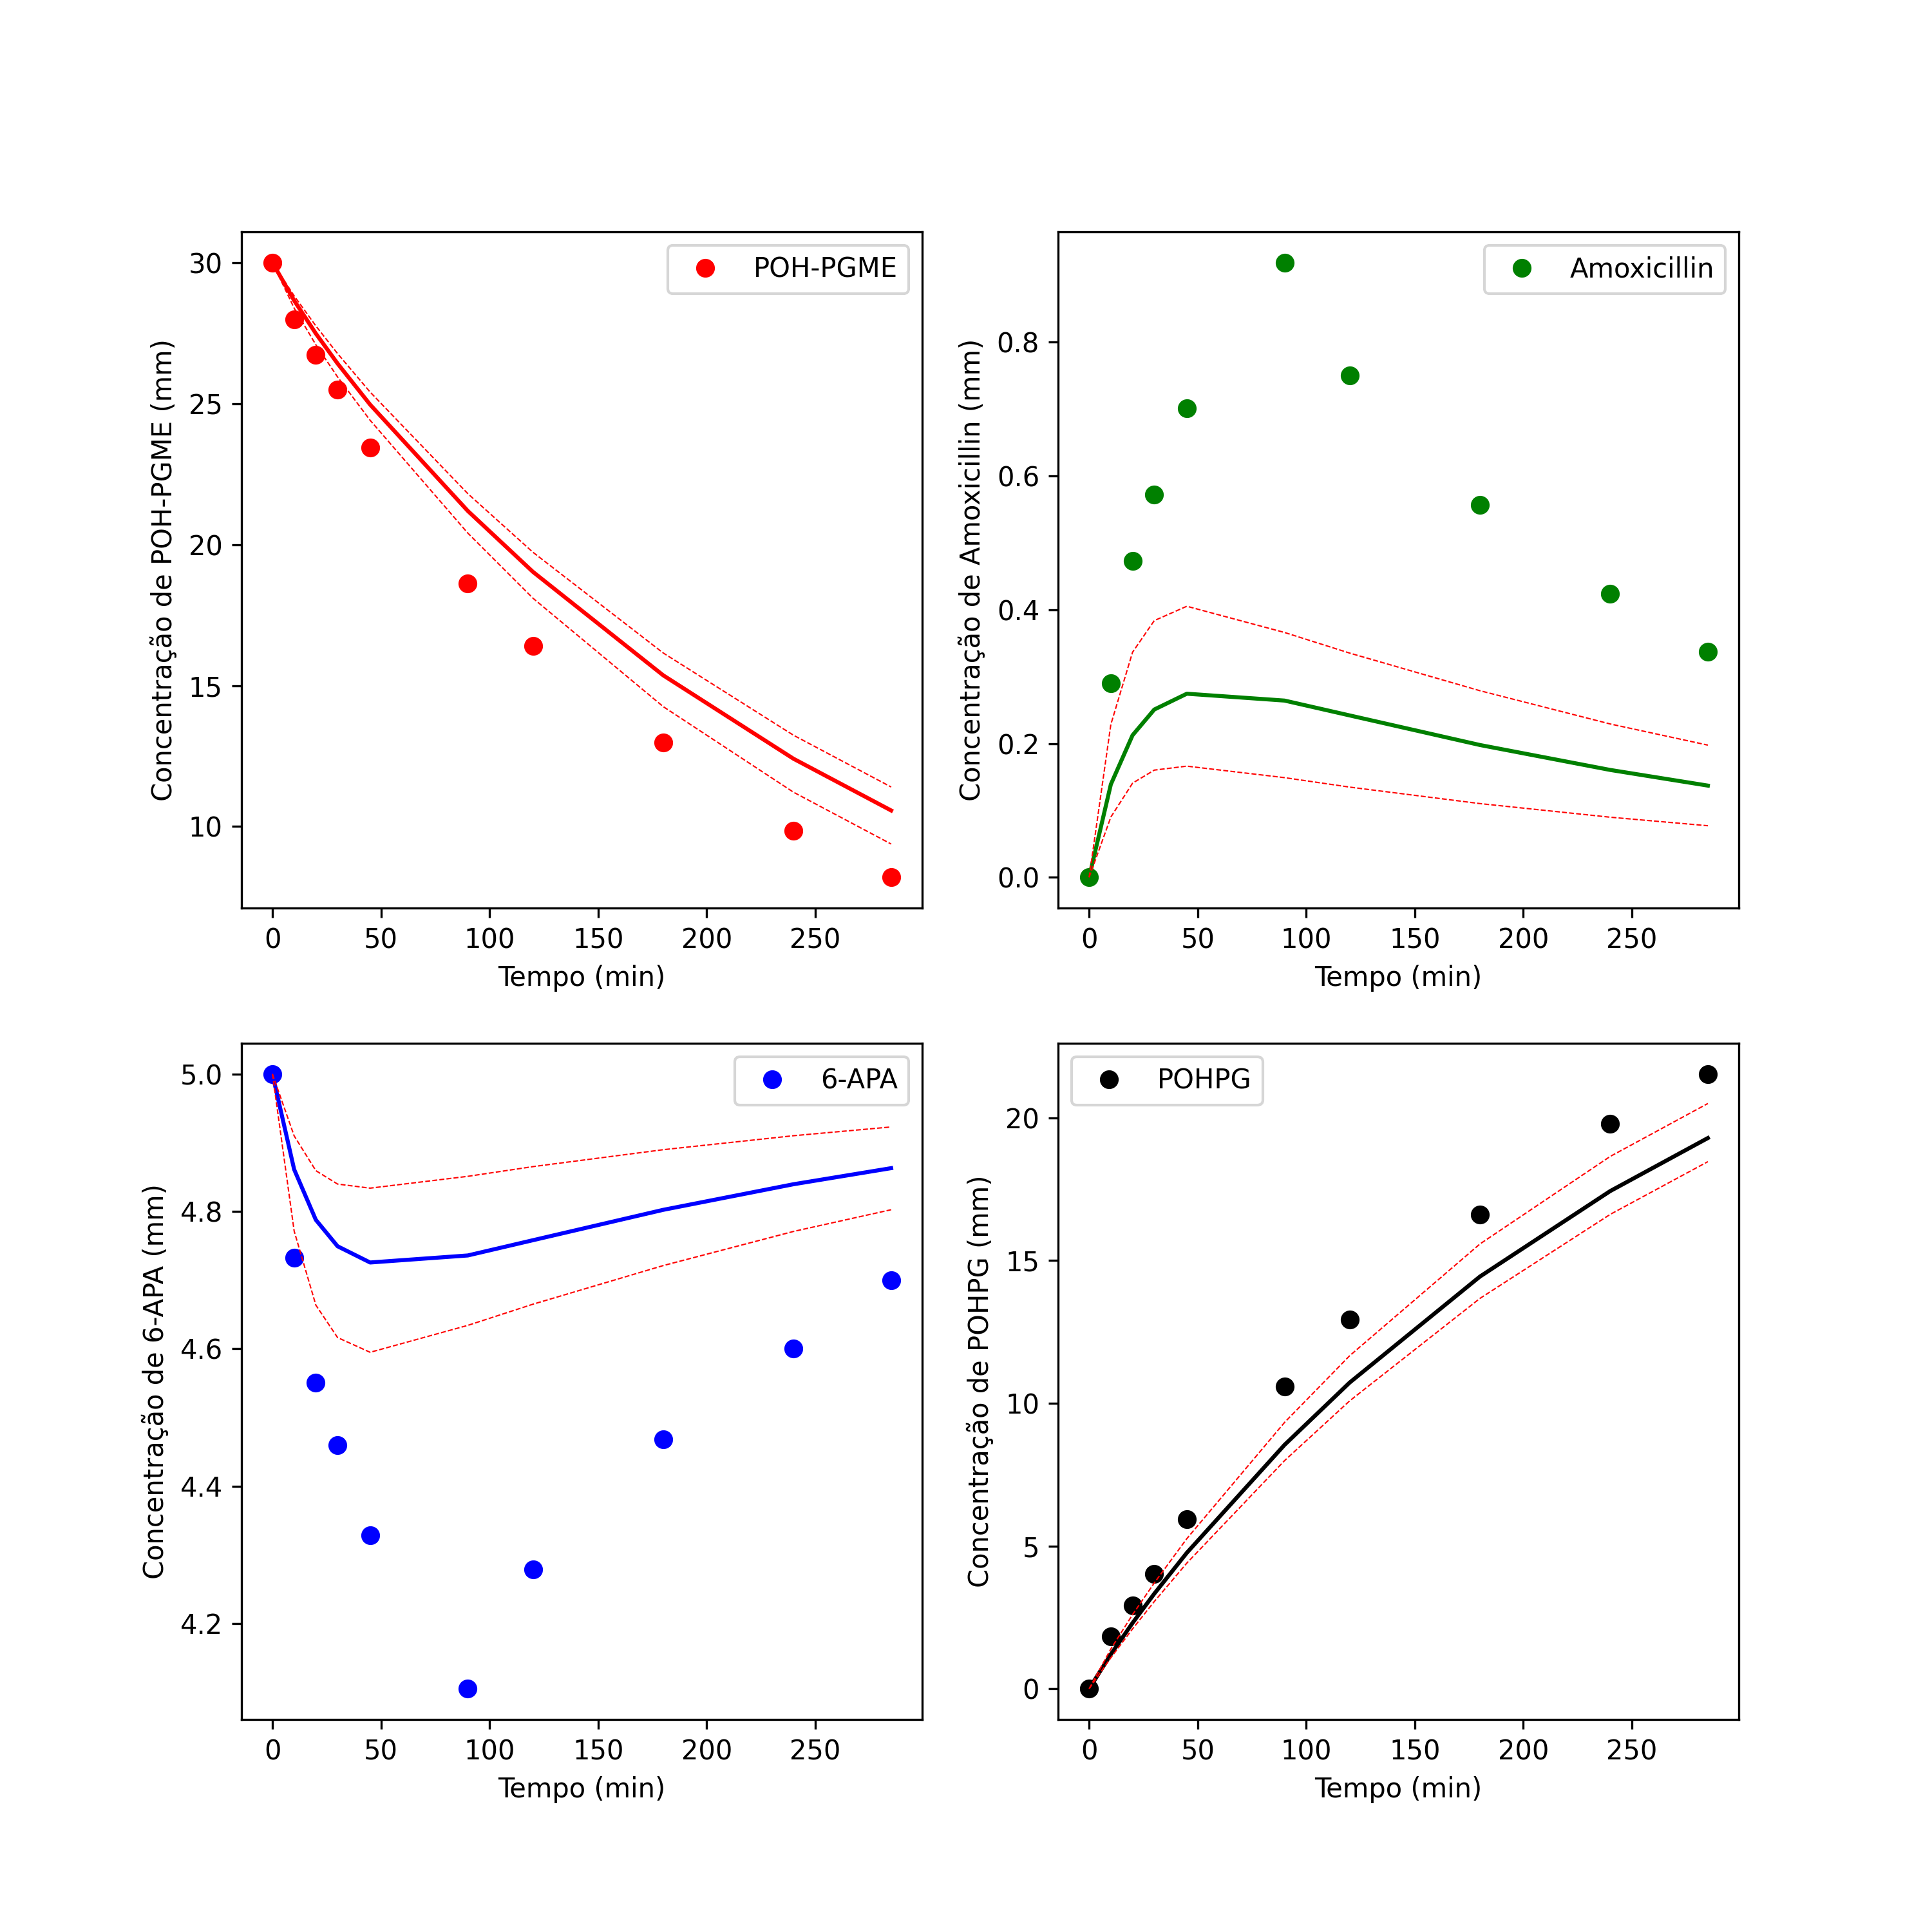 POH-PGME
Concentração de POH-PGME (mm)
30
25
20
15
10
0 50 100 150 200 250
Tempo (min)
Amoxicillin
Concentração de Amoxicillin (mm)
0.8
0.6
0.4
0.2
0.0
0 50 100 150 200 250
Tempo (min)
6-APA
Concentração de 6-APA (mm)
5.0
4.8
4.6
4.4
4.2
0 50 100 150 200 250
Tempo (min)
POHPG
Concentração de POHPG (mm)
20
15
10
5
0
0 50 100 150 200 250
Tempo (min)